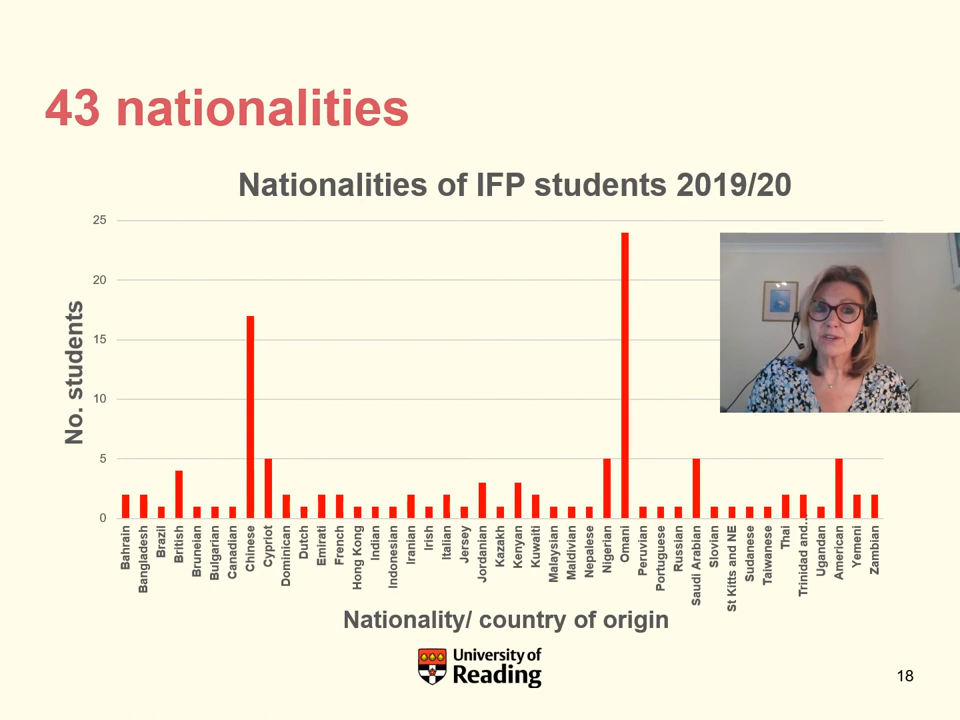 43 nationalities
Nationalities of IFP students 2019/20
25
20
15
10
5
0
No. students
Bahrain
Bangladesh
Brazil
British
Bruneian
Bulgarian
Canadian
Chinese
Cypriot
Dominican
Dutch
Emirati
French
Hong Kong
Indian
Indonesian
Iranian
Irish
Italian
Jersey
Jordanian
Kazakh
Kenyan
Kuwaiti
Malaysian
Maldivian
Nepalese
Nigerian
Omani
Peruvian
Portuguese
Russian
Saudi Arabian
Slovian
St Kitts and NE
Sudanese
Taiwanese
Thai
Trinidad and…
Ugandan
American
Yemeni
Zambian
Nationality/ country of origin
University of
Reading
18